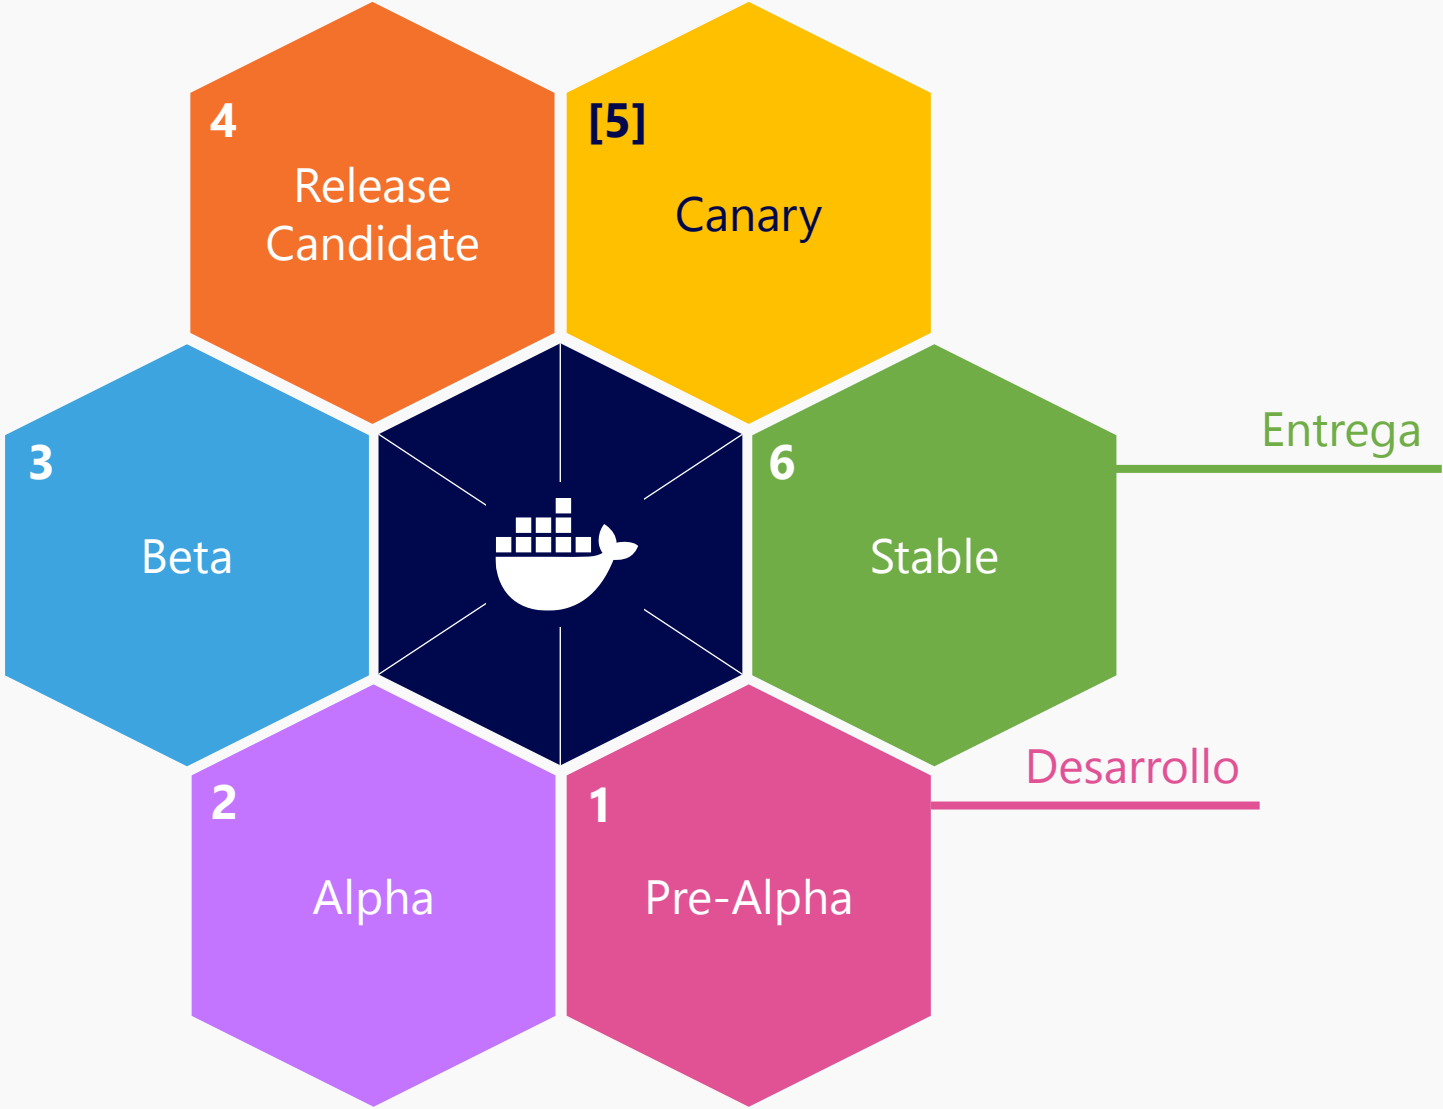 4
Release
Candidate
[5]
Canary
3
Beta
6
Stable
Entrega
2
Alpha
1
Pre-Alpha
Desarrollo